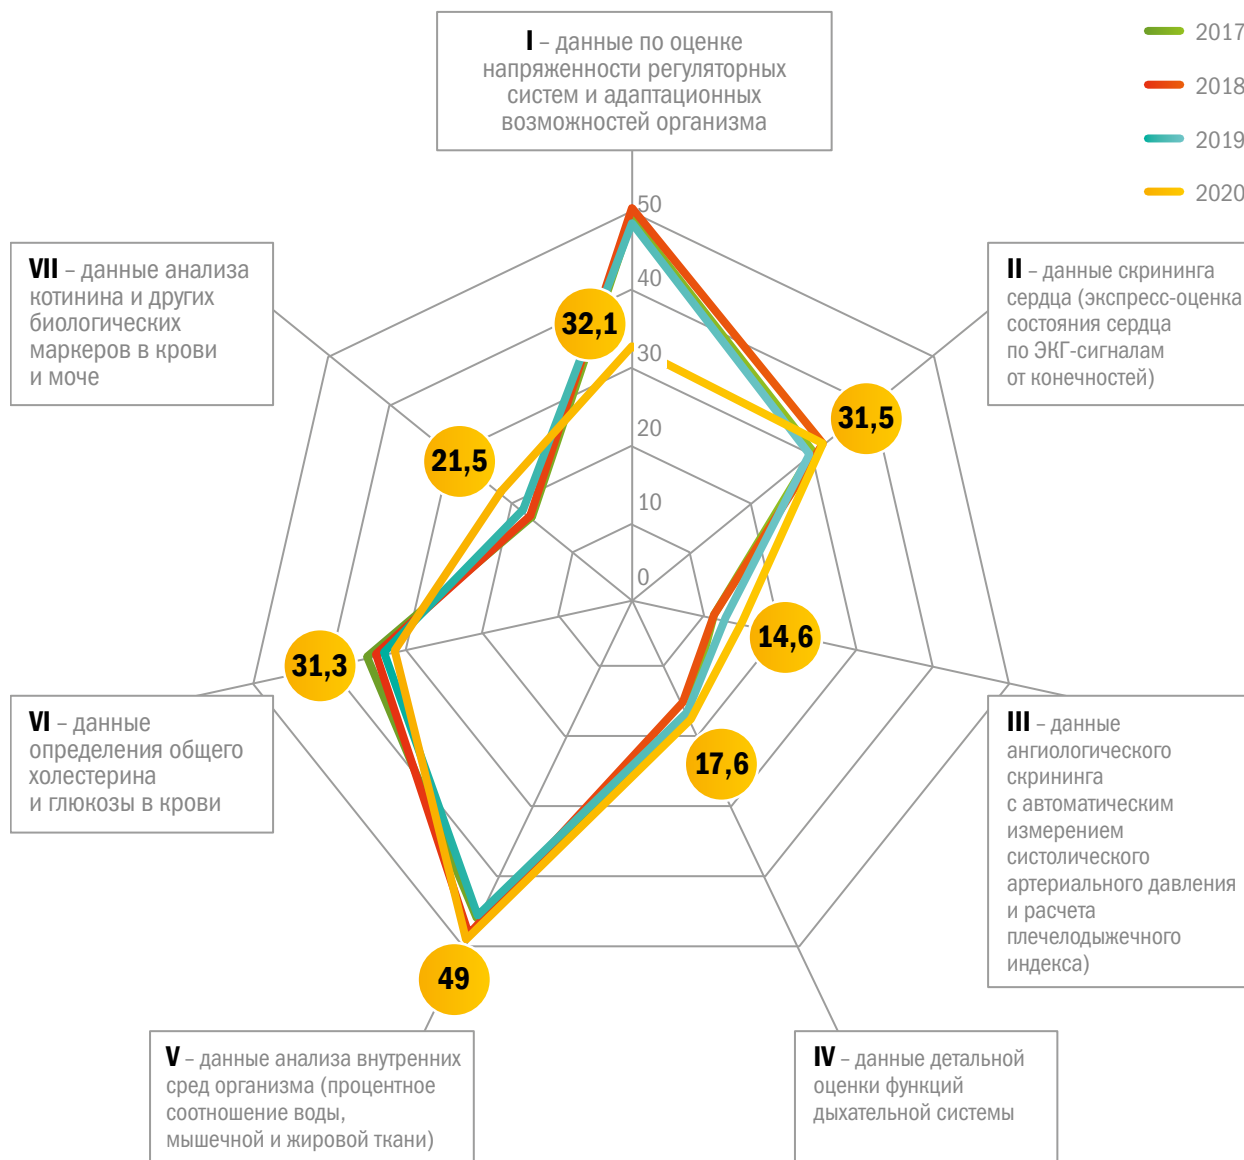 I – данные по оценке
напряженности регуляторных
систем и адаптационных
возможностей организма
2017
2018
2019
2020
VII – данные анализа
котинина и других
биологических
маркеров в крови
и моче
II – данные скрининга
сердца (экспресс-оценка
состояния сердца
по ЭКГ-сигналам
от конечностей)
50
40
30
20
10
0
32,1
31,5
21,5
14,6
31,3
17,6
49
VI – данные
определения общего
холестерина
и глюкозы в крови
III – данные
ангиологического
скрининга
с автоматическим
измерением
систолического
артериального давления
и расчета
плечелодыжечного
индекса)
V – данные анализа внутренних
сред организма (процентное
соотношение воды,
мышечной и жировой ткани)
IV – данные детальной
оценки функций
дыхательной системы